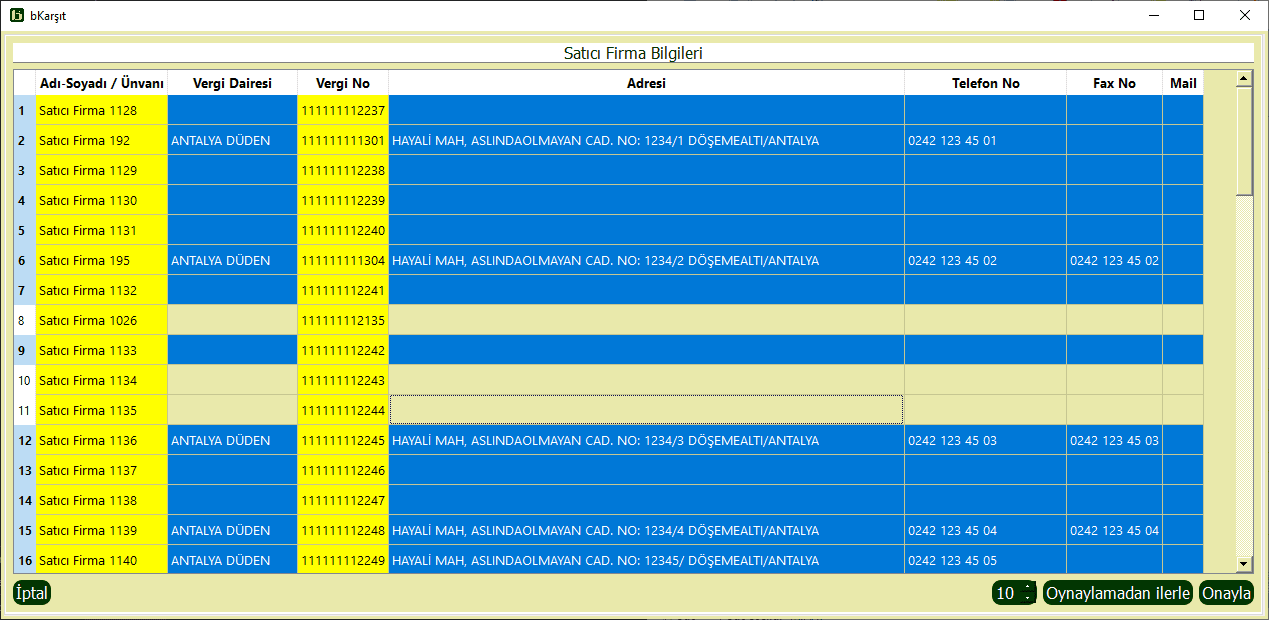 bKarşıt
Satıcı Firma Bilgileri
Adı-Soyadı / Ünvanı Vergi Dairesi Vergi No Adresi Telefon No Fax No Mail
1 Satıcı Firma 1128 111111112237
2 Satıcı Firma 192 ANTALYA DÜDEN 111111111301 HAYALİ MAH, ASLINDAOLMAYAN CAD. NO: 1234/1 DÖŞEMEALTI/ANTALYA 0242 123 45 01
3 Satıcı Firma 1129 111111112238
4 Satıcı Firma 1130 111111112239
5 Satıcı Firma 1131 111111112240
6 Satıcı Firma 195 ANTALYA DÜDEN 111111111304 HAYALİ MAH, ASLINDAOLMAYAN CAD. NO: 1234/2 DÖŞEMEALTI/ANTALYA 0242 123 45 02 0242 123 45 02
7 Satıcı Firma 1132 111111112241
8 Satıcı Firma 1026 111111112135
9 Satıcı Firma 1133 111111112242
10 Satıcı Firma 1134 111111112243
11 Satıcı Firma 1135 111111112244
12 Satıcı Firma 1136 ANTALYA DÜDEN 111111112245 HAYALİ MAH, ASLINDAOLMAYAN CAD. NO: 1234/3 DÖŞEMEALTI/ANTALYA 0242 123 45 03 0242 123 45 03
13 Satıcı Firma 1137 111111112246
14 Satıcı Firma 1138 111111112247
15 Satıcı Firma 1139 ANTALYA DÜDEN 111111112248 HAYALİ MAH, ASLINDAOLMAYAN CAD. NO: 1234/4 DÖŞEMEALTI/ANTALYA 0242 123 45 04 0242 123 45 04
16 Satıcı Firma 1140 ANTALYA DÜDEN 111111112249 HAYALİ MAH, ASLINDAOLMAYAN CAD. NO: 12345/ DÖŞEMEALTI/ANTALYA 0242 123 45 05
İptal 10 Oynaylamadan ilerle Onayla